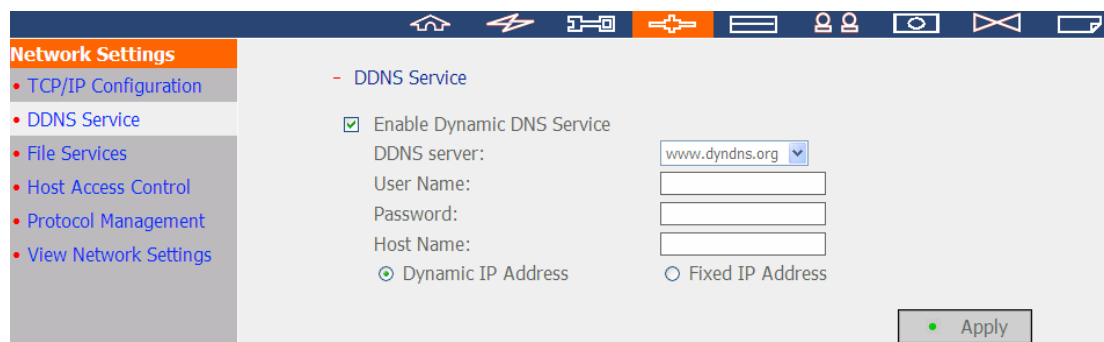 Network Settings
• TCP/IP Configuration
• DDNS Service
• File Services
• Host Access Control
• Protocol Management
• View Network Settings
– DDNS Service
Enable Dynamic DNS Service
DDNS server: www.dyndns.org
User Name:
Password:
Host Name:
Dynamic IP Address Fixed IP Address
• Apply